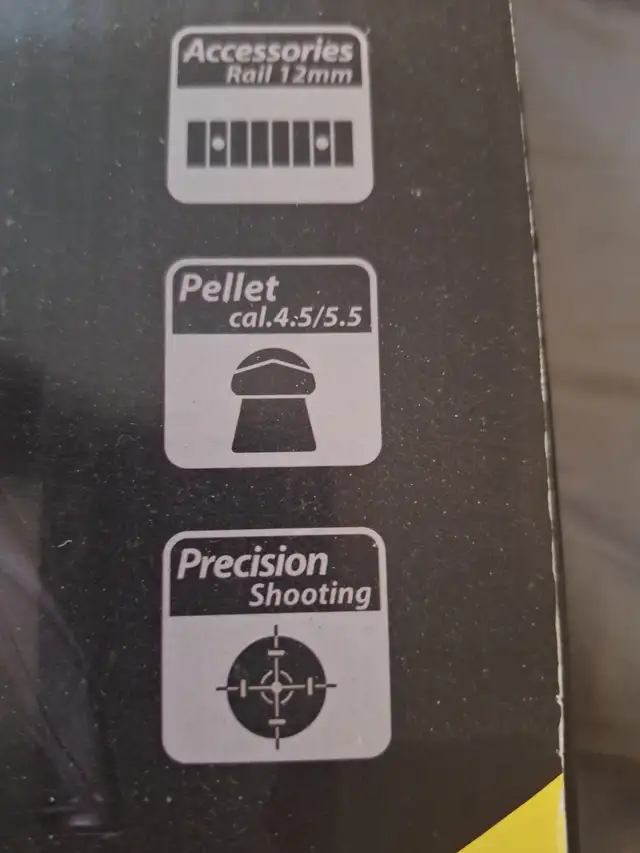 Accessories
Rail 12mm
Pellet
cal.4.5/5.5
Precision
Shooting